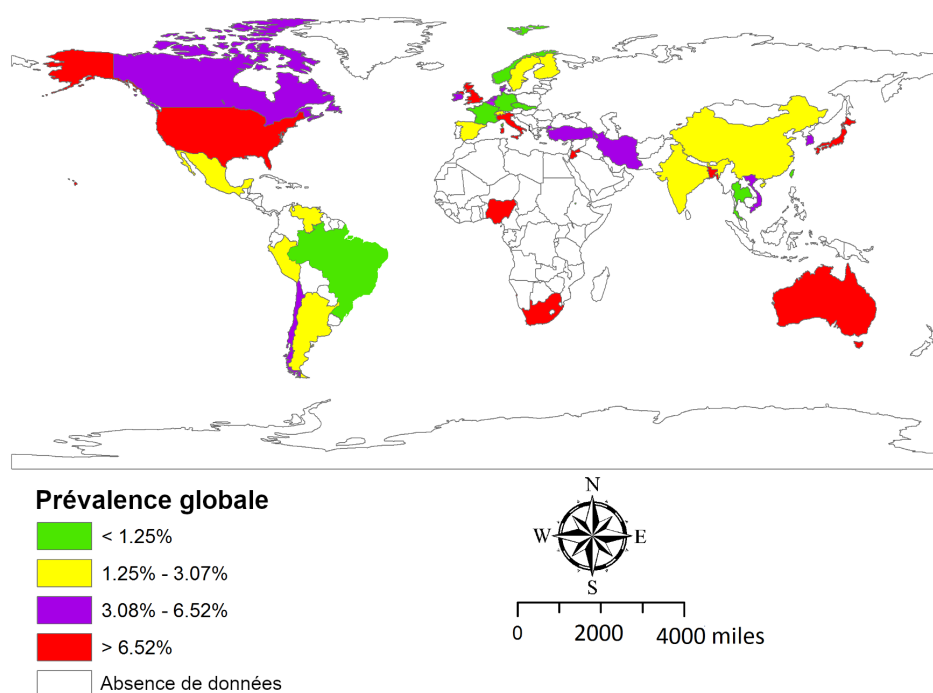 Prévalence globale
< 1.25%
1.25% - 3.07%
3.08% - 6.52%
> 6.52%
Absence de données
N
W E
S
0 2000 4000 miles